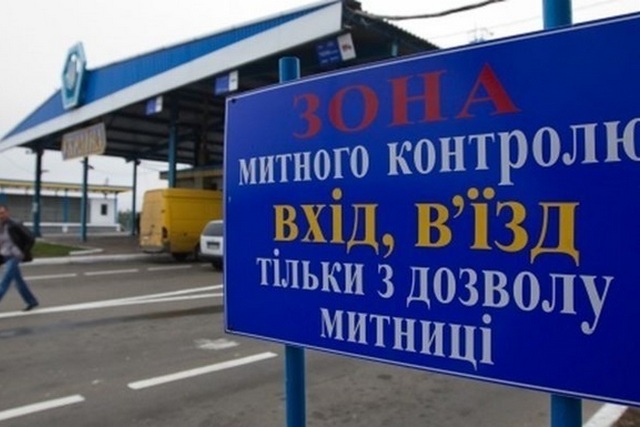 ЗОНА
МИТНОГО КОНТРОЛЮ
ВХІД, В'ЇЗД
ТІЛЬКИ З ДОЗВОЛУ
МИТНИЦІ